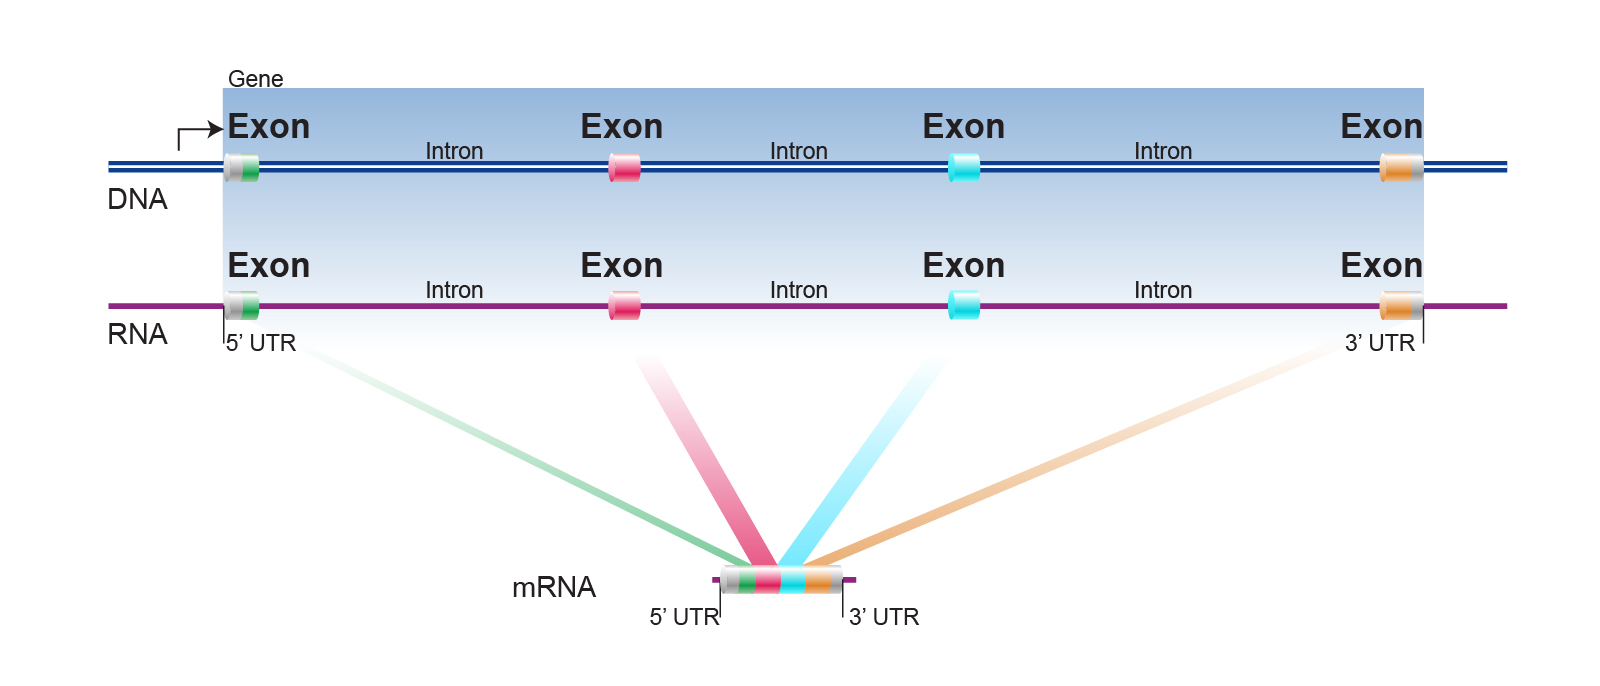 Gene
Exon Exon Exon Exon
Intron Intron Intron
DNA
Exon Exon Exon Exon
Intron Intron Intron
RNA
5’ UTR 3’ UTR
mRNA
5’ UTR 3’ UTR